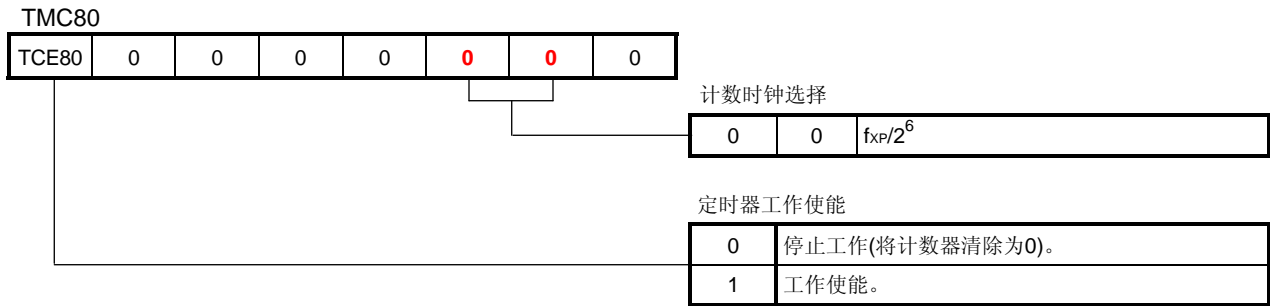 TMC80
TCE80 0 0 0 0 0 0 0
计数时钟选择
0 0 fXP/2^6
定时器工作使能
0 停止工作(将计数器清除为0)。
1 工作使能。